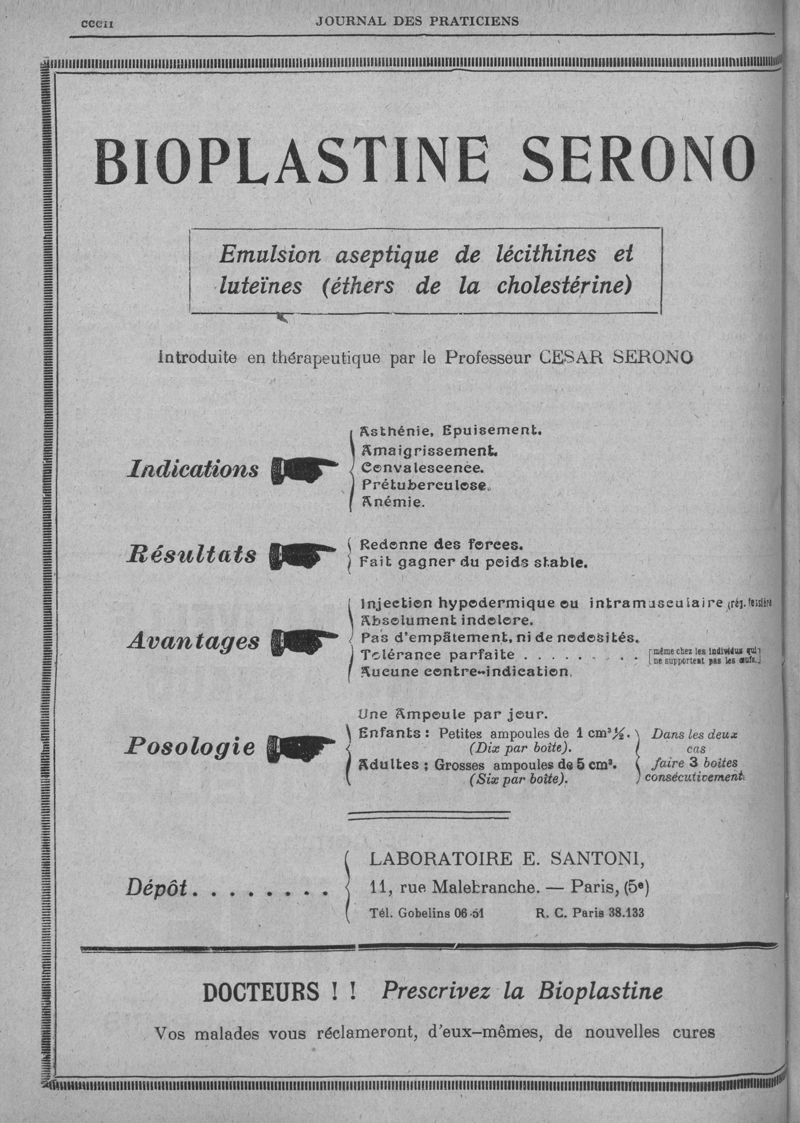 CCCII
JOURNAL DES PRATICIENS
BIOPLASTINE SERONO
Emulsion aseptique de lécithines et
luteïnes (éthers de la cholestérine)
Introduite en thérapeutique par le Professeur CESAR SERONO
Indications
Asthénie, Epuisement.
Amaigrissement.
Convalescence.
Prétuberculose.
Anémie.
Résultats
Redonne des forces.
Fait gagner du poids stable.
Avantages
Injection hypodermique ou intramusculaire (rég. fessière
Absolument indolore.
Pas d'empâtement, ni de nodosités.
Tolérance parfaite . . . . . . . . . [même chez les individus qui
ne supportent pas les œufs.]
Aucune contre-indication.
Posologie
Une Ampoule par jour.
Enfants : Petites ampoules de 1 cm³ ½.
(Dix par boîte).
Adultes : Grosses ampoules de 5 cm³.
(Six par boîte).
Dans les deux
cas
faire 3 boîtes
consécutivement.
Dépôt . . . . . . . .
LABORATOIRE E. SANTONI,
11, rue Malebranche. — Paris, (5e)
Tél. Gobelins 06-51 R. C. Paris 38.133
DOCTEURS ! ! Prescrivez la Bioplastine
Vos malades vous réclameront, d'eux-mêmes, de nouvelles cures